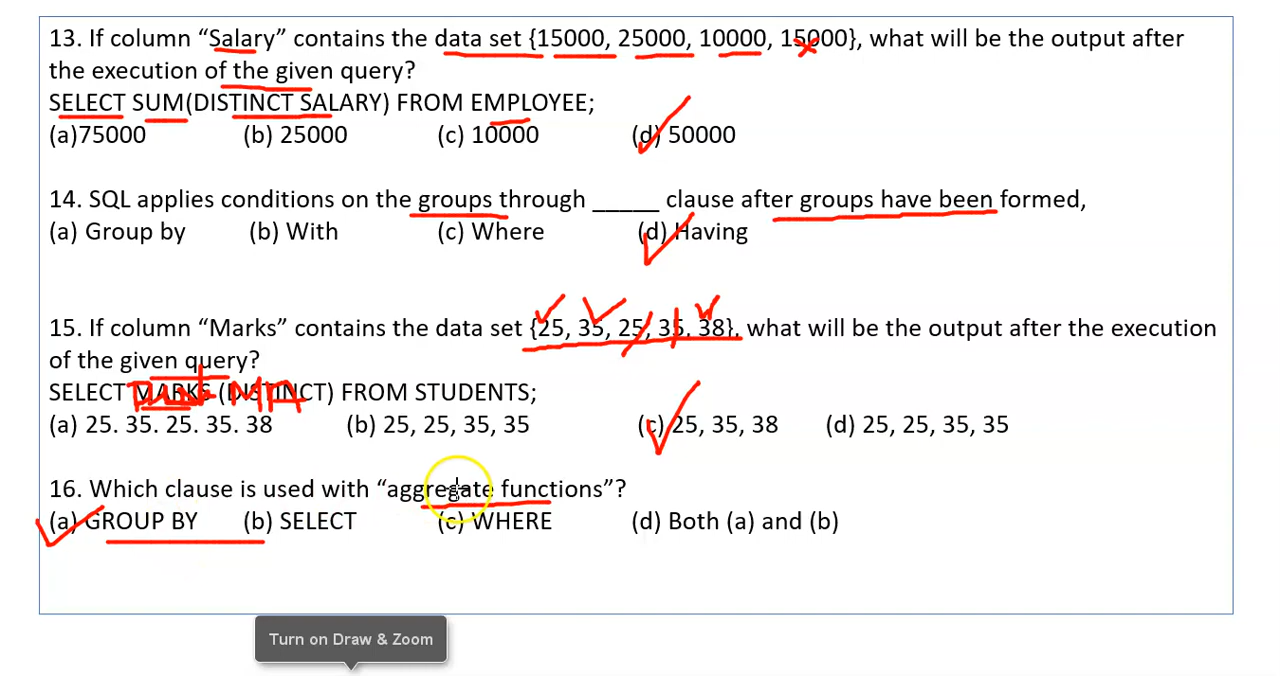 13. If column “Salary” contains the data set {15000, 25000, 10000, 15000}, what will be the output after
the execution of the given query?
SELECT SUM(DISTINCT SALARY) FROM EMPLOYEE;
(a)75000 (b) 25000 (c) 10000 (d) 50000
14. SQL applies conditions on the groups through _____ clause after groups have been formed,
(a) Group by (b) With (c) Where (d) Having
15. If column “Marks” contains the data set {25, 35, 25, 35, 38}, what will be the output after the execution
of the given query?
SELECT MARKS (DISTINCT) FROM STUDENTS;
(a) 25. 35. 25. 35. 38 (b) 25, 25, 35, 35 (c) 25, 35, 38 (d) 25, 25, 35, 35
16. Which clause is used with “aggregate functions”?
(a) GROUP BY (b) SELECT (c) WHERE (d) Both (a) and (b)
Turn on Draw & Zoom